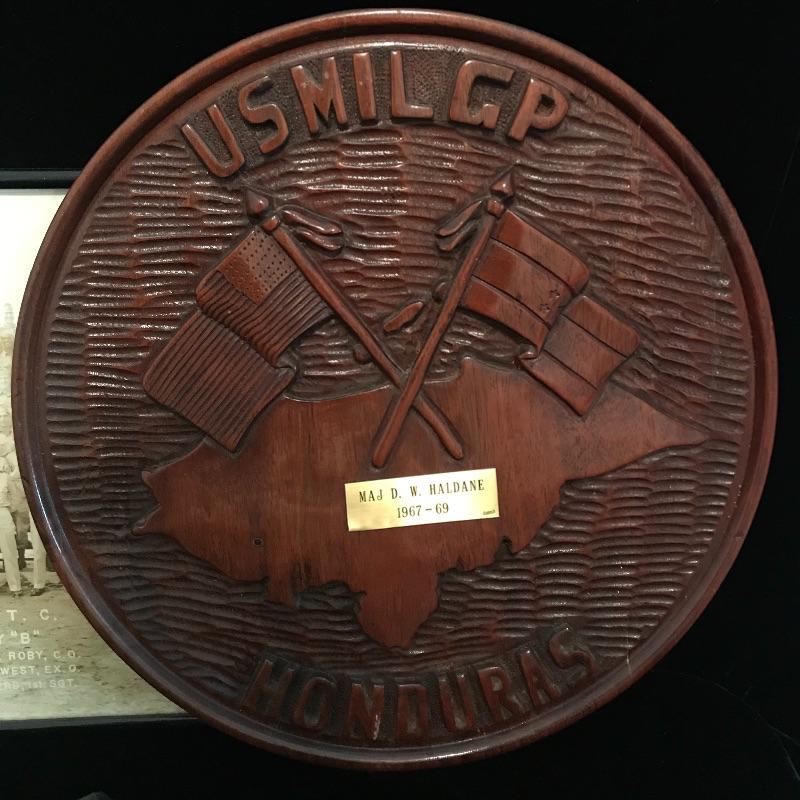 USMILGP
MAJ D. W. HALDANE
1967-69
HONDURAS
T. C.
"B"
ROBY, C.O.
WEST, EX. O.
1ST. SGT.